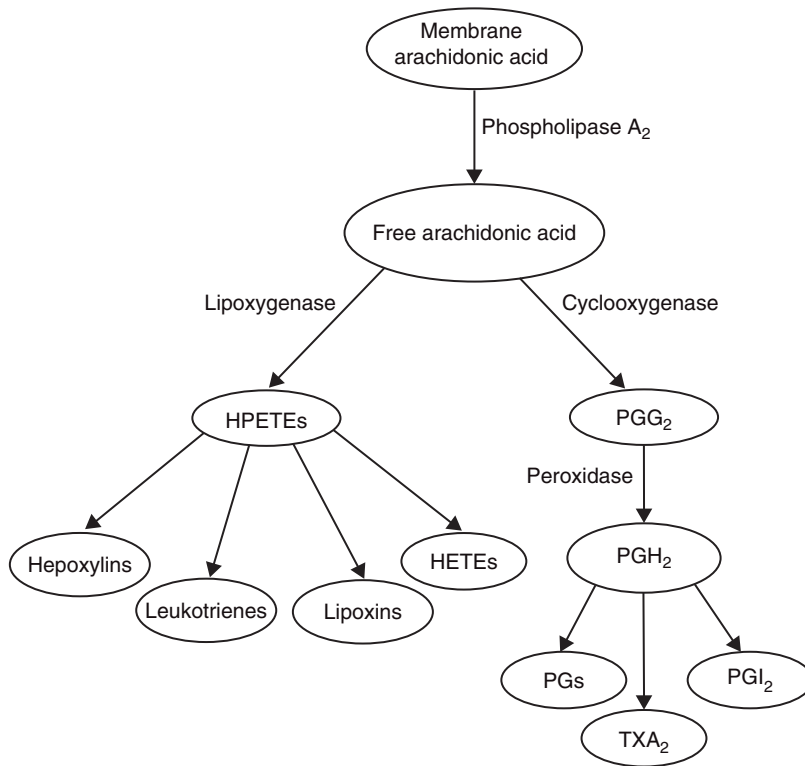 Membrane
arachidonic acid
Phospholipase A₂
Free arachidonic acid
Lipoxygenase
Cyclooxygenase
HPETEs
PGG₂
Peroxidase
Hepoxylins
HETEs
PGH₂
Leukotrienes
Lipoxins
PGs
PGI₂
TXA₂